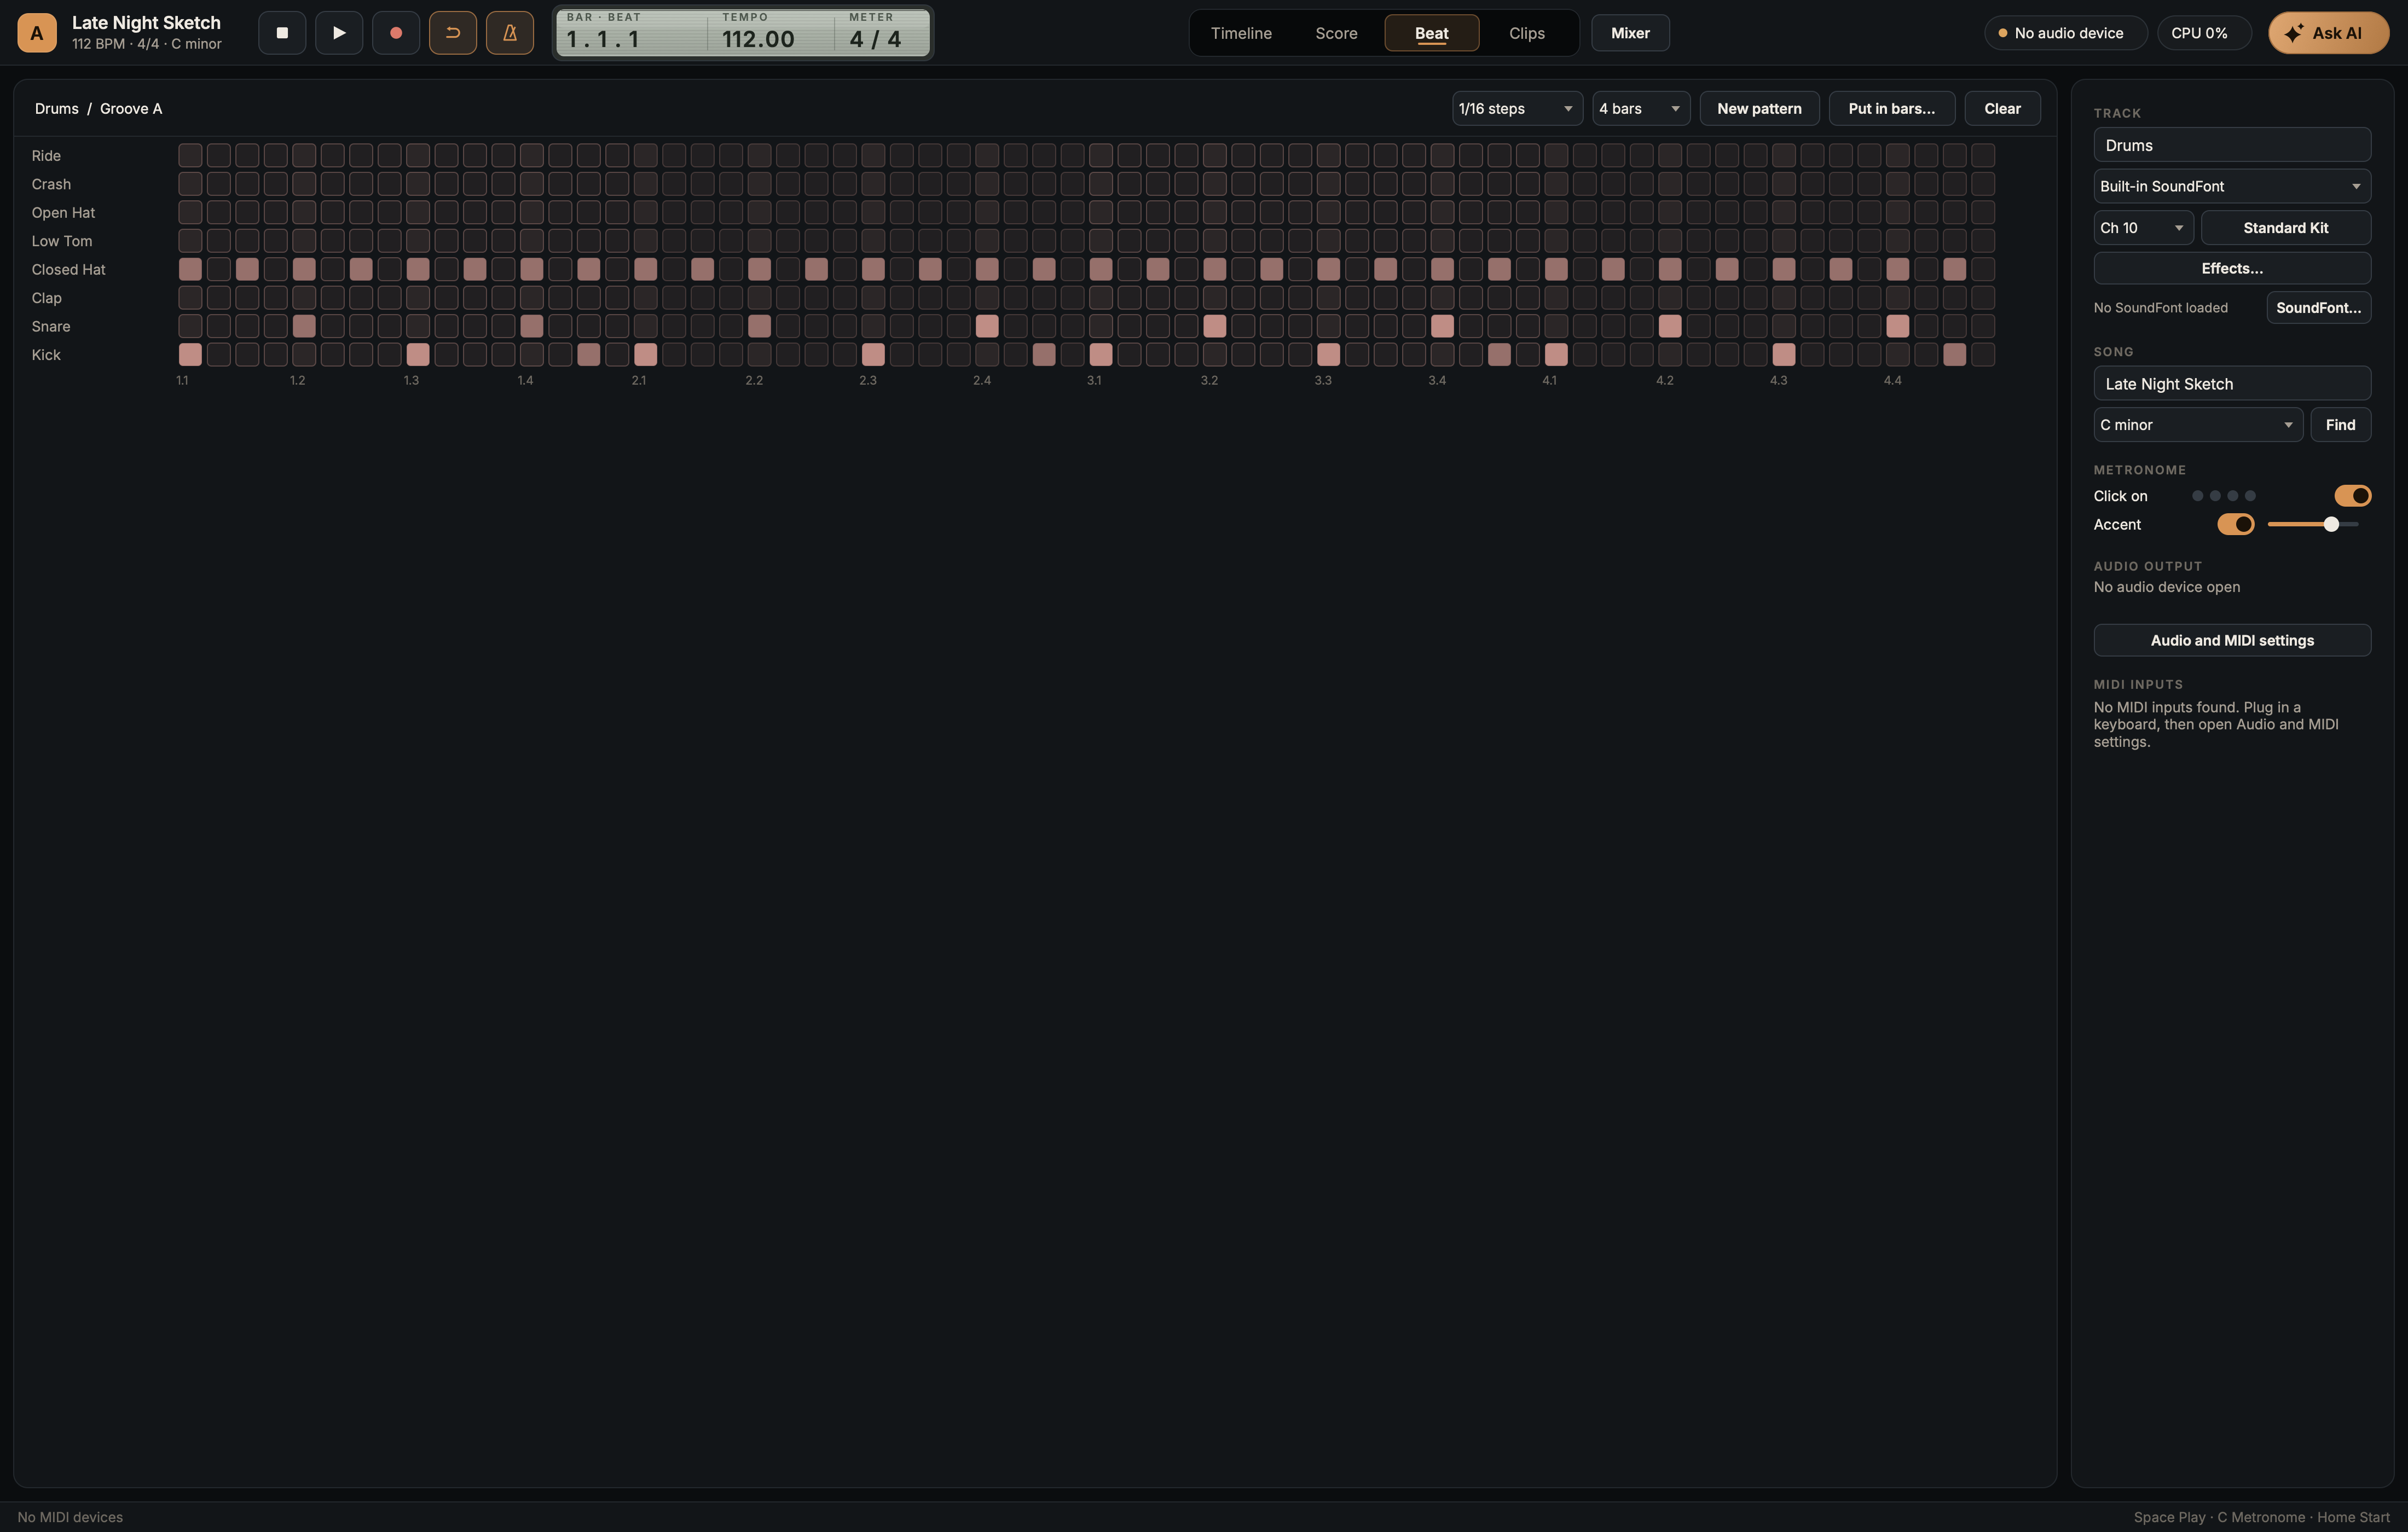 A
Late Night Sketch
112 BPM · 4/4 · C minor
BAR · BEAT
1 . 1 . 1
TEMPO
112.00
METER
4 / 4
Timeline
Score
Beat
Clips
Mixer
No audio device
CPU 0%
Ask AI
Drums / Groove A
1/16 steps
4 bars
New pattern
Put in bars...
Clear
Ride
Crash
Open Hat
Low Tom
Closed Hat
Clap
Snare
Kick
1.1 1.2 1.3 1.4 2.1 2.2 2.3 2.4 3.1 3.2 3.3 3.4 4.1 4.2 4.3 4.4
TRACK
Drums
Built-in SoundFont
Ch 10
Standard Kit
Effects...
No SoundFont loaded
SoundFont...
SONG
Late Night Sketch
C minor
Find
METRONOME
Click on
Accent
AUDIO OUTPUT
No audio device open
Audio and MIDI settings
MIDI INPUTS
No MIDI inputs found. Plug in a
keyboard, then open Audio and MIDI
settings.
No MIDI devices
Space Play · C Metronome · Home Start